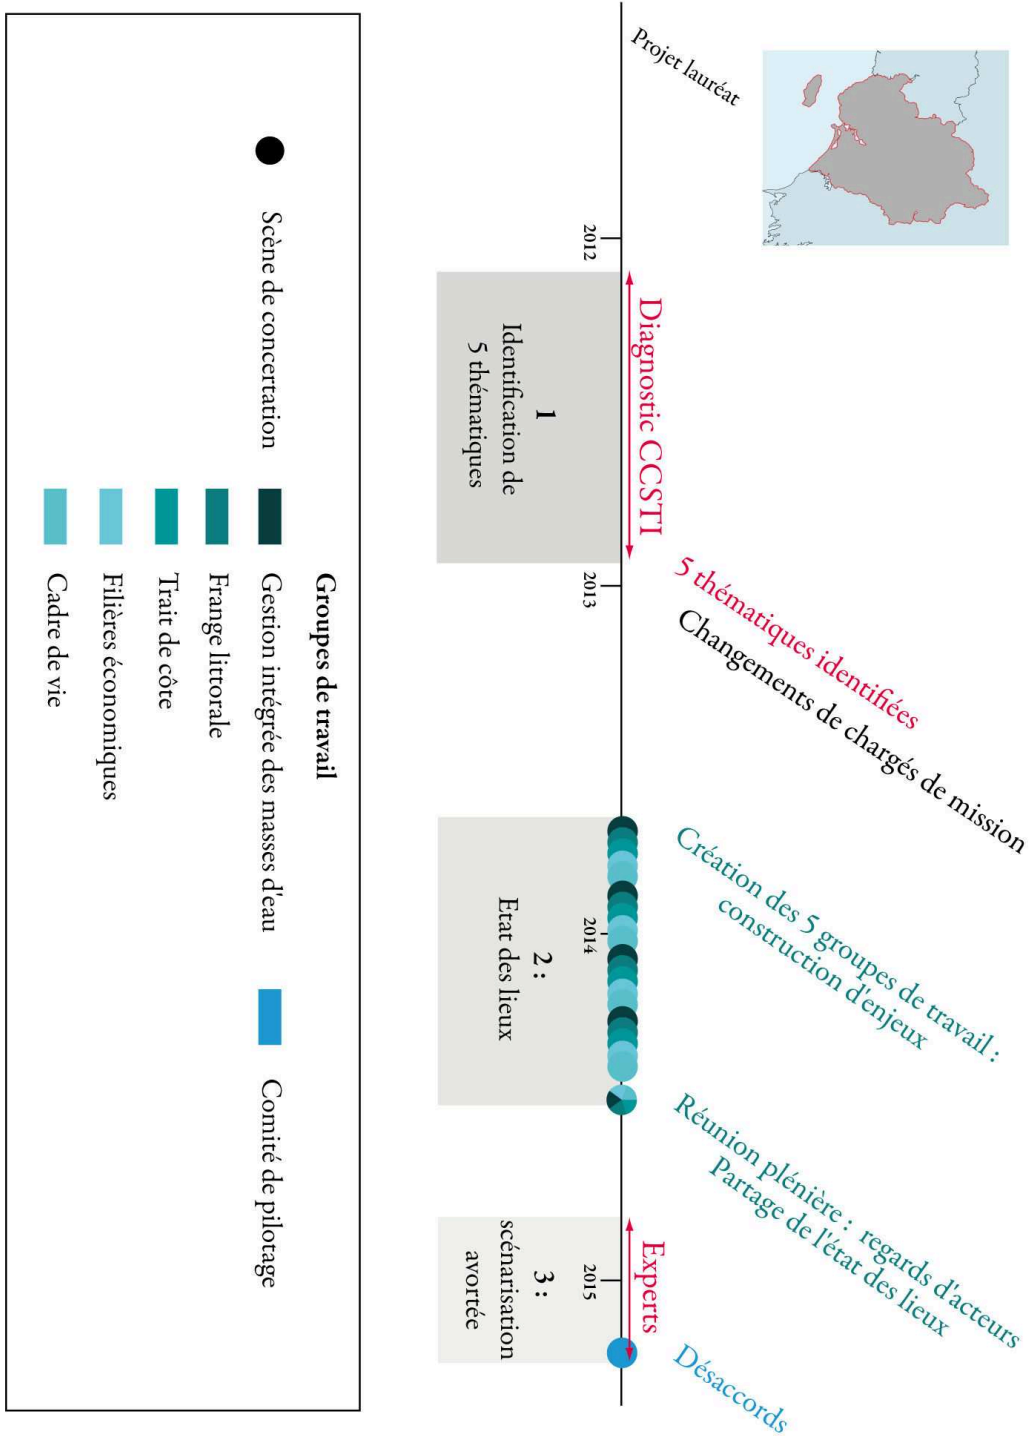 Projet lauréat
5 thématiques identifiées
Changements de chargés de mission
Création des 5 groupes de travail :
construction d'enjeux
Réunion plénière : regards d'acteurs
Partage de l'état des lieux
Désaccords
Diagnostic CCSTI
Experts
2012
2013
2014
2015
1
Identification de
5 thématiques
2 :
Etat des lieux
3 :
scénarisation
avortée
Groupes de travail
Scène de concertation
Gestion intégrée des masses d'eau
Frange littorale
Trait de côte
Filières économiques
Cadre de vie
Comité de pilotage